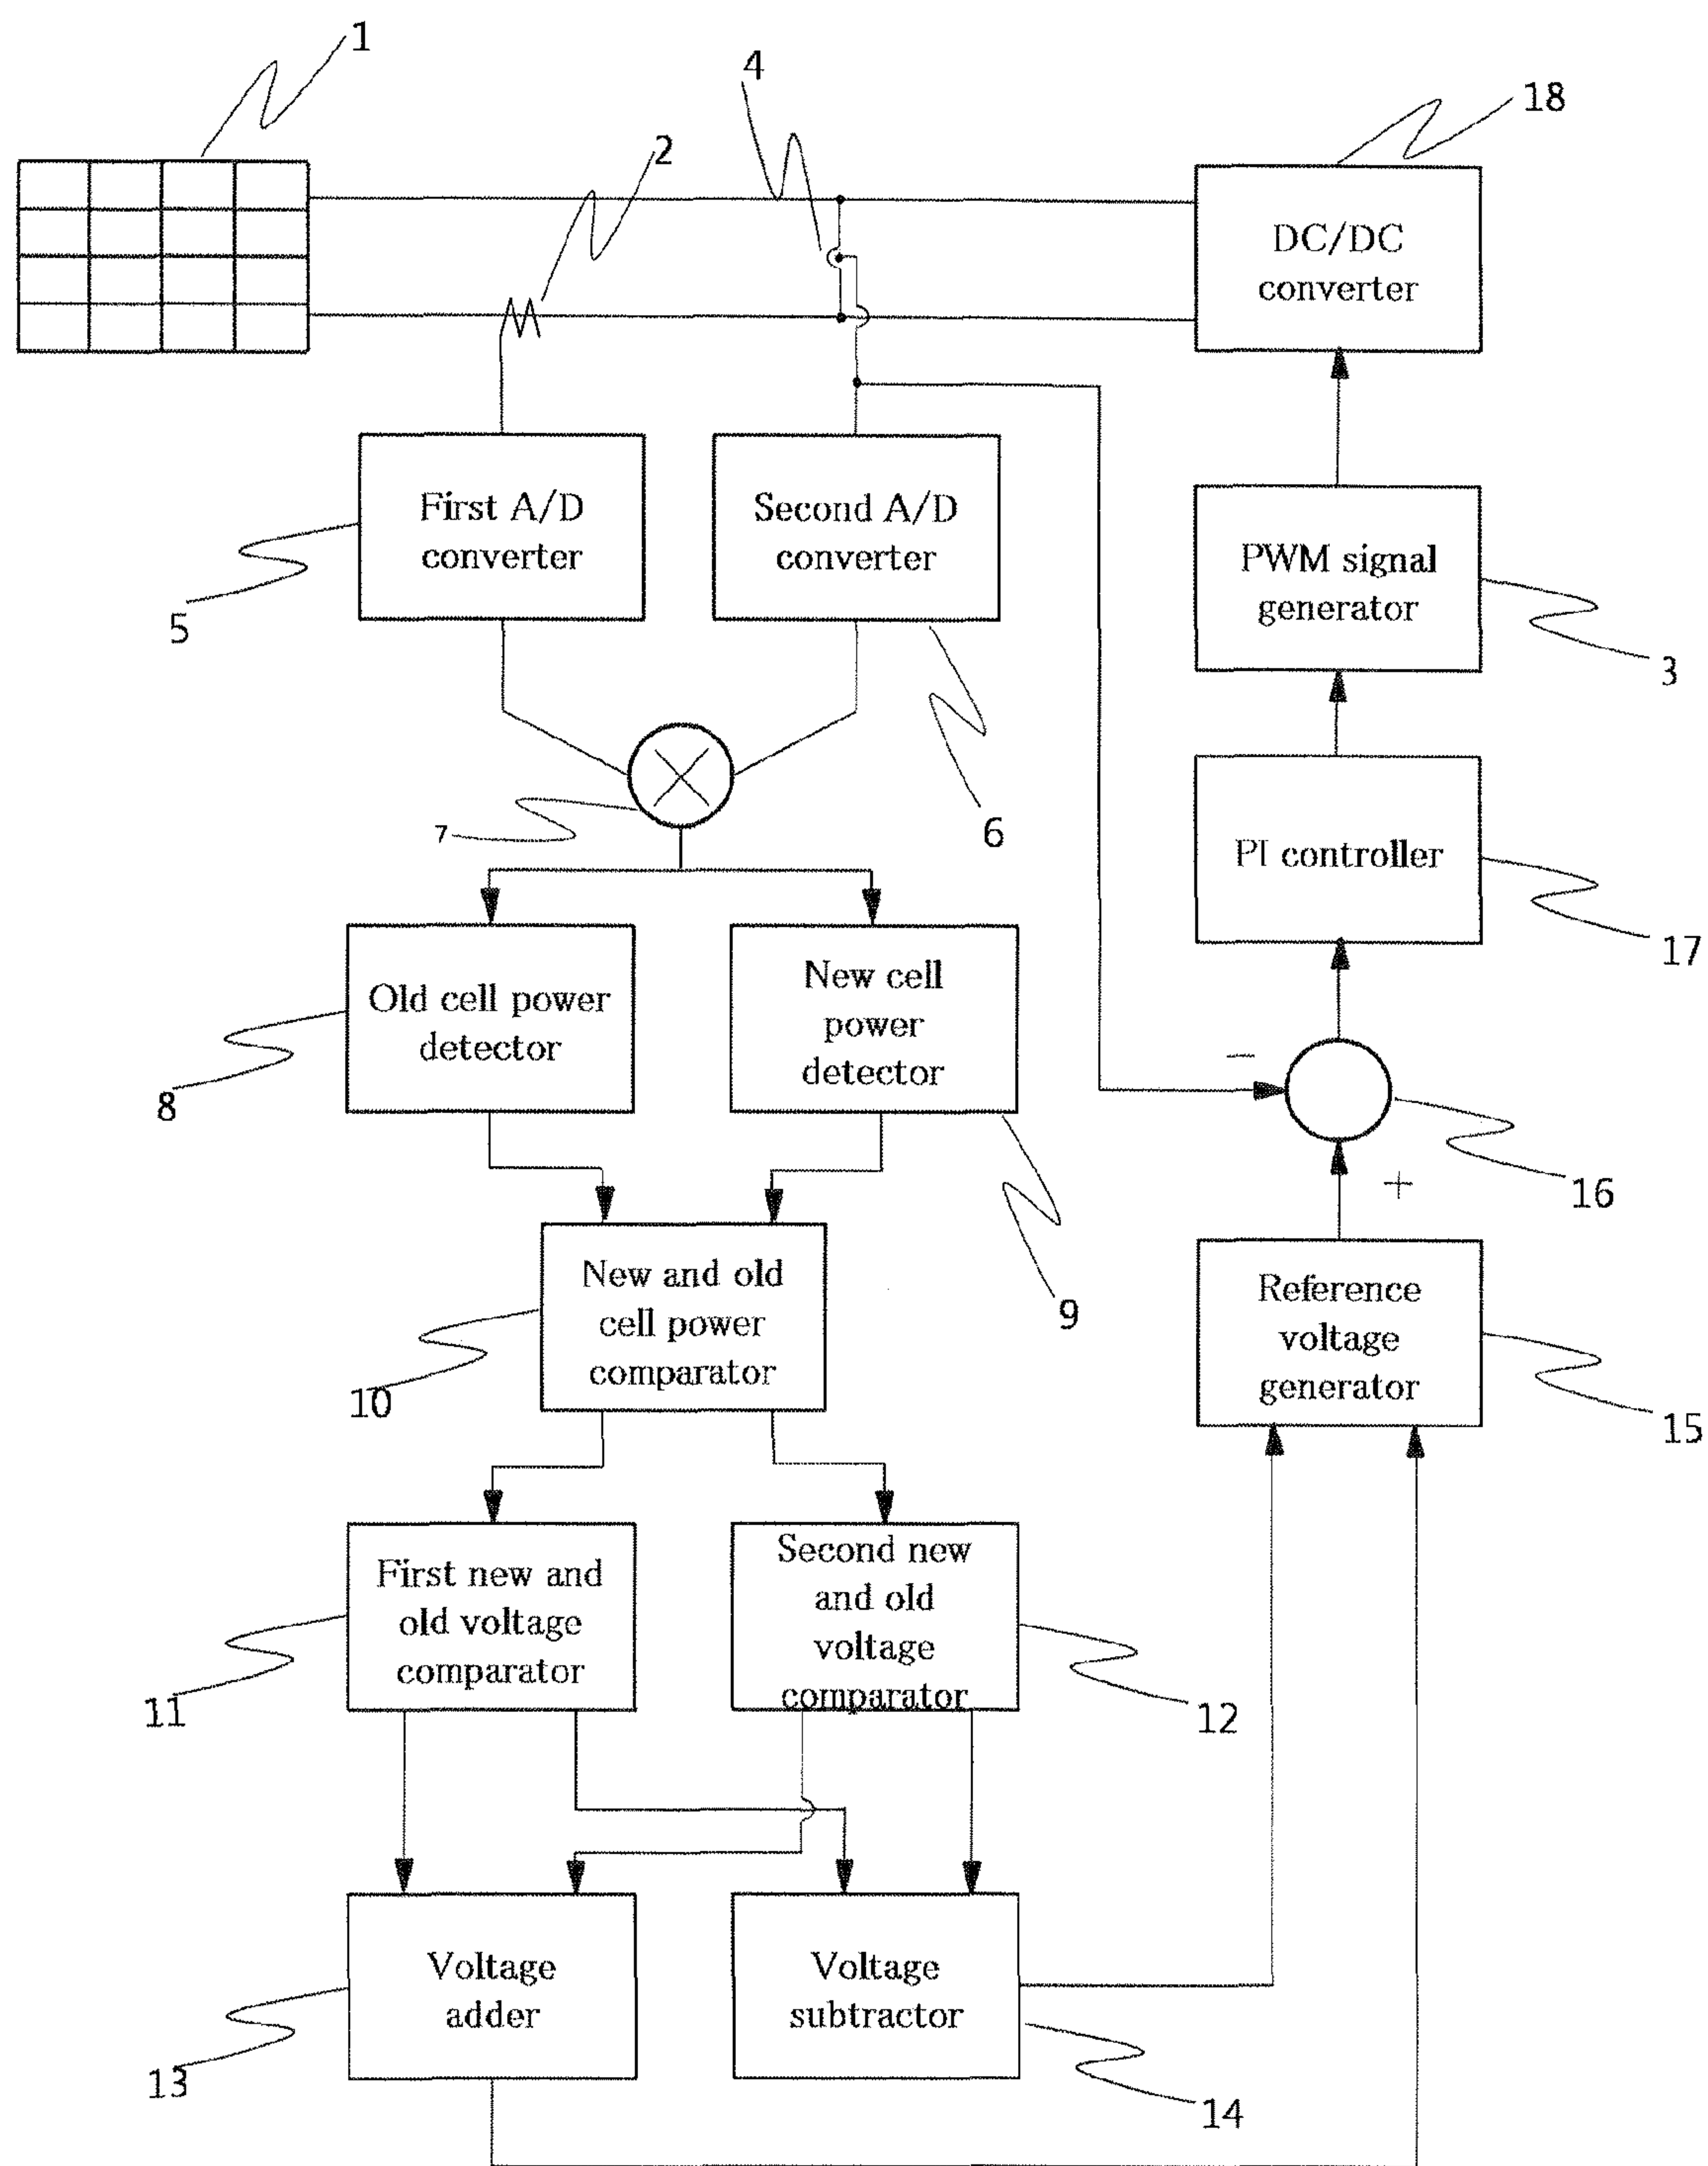 1
4
18
2
DC/DC
converter
First A/D
converter
Second A/D
converter
PWM signal
generator
5
3
6
7
PI controller
17
Old cell power
detector
New cell
power
detector
8
−
+
16
9
New and old
cell power
comparator
Reference
voltage
generator
10
15
First new and
old voltage
comparator
Second new
and old
voltage
comparator
11
12
Voltage
adder
Voltage
subtractor
13
14